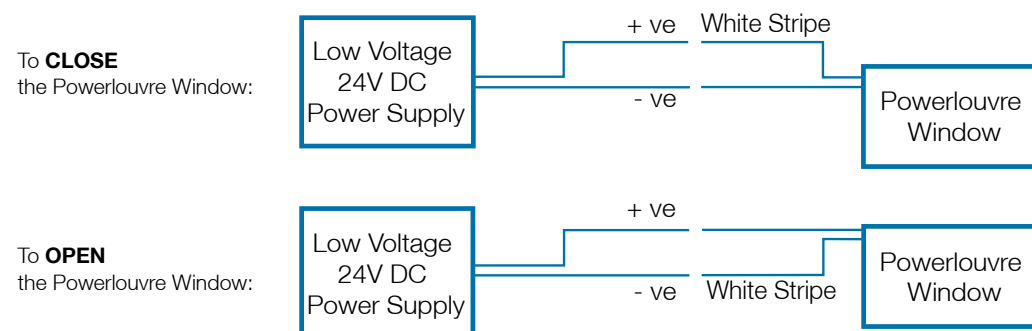 To CLOSE
the Powerlouvre Window:
Low Voltage
24V DC
Power Supply
+ ve
White Stripe
- ve
Powerlouvre
Window
To OPEN
the Powerlouvre Window:
Low Voltage
24V DC
Power Supply
+ ve
- ve
White Stripe
Powerlouvre
Window